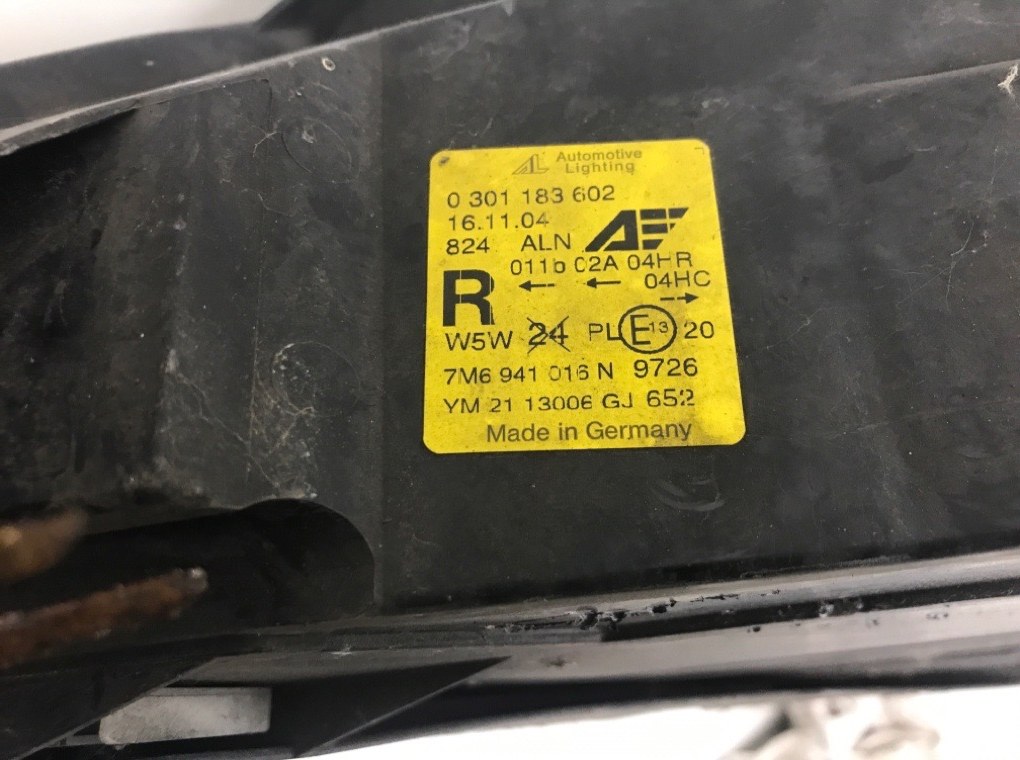 Automotive
Lighting
0 301 183 602
16.11.04
824 ALN
011b 02A 04HR
R ← ← 04HC
→
W5W 24 PL E13 20
7M6 941 016 N 9726
YM 21 13006 GJ 652
Made in Germany